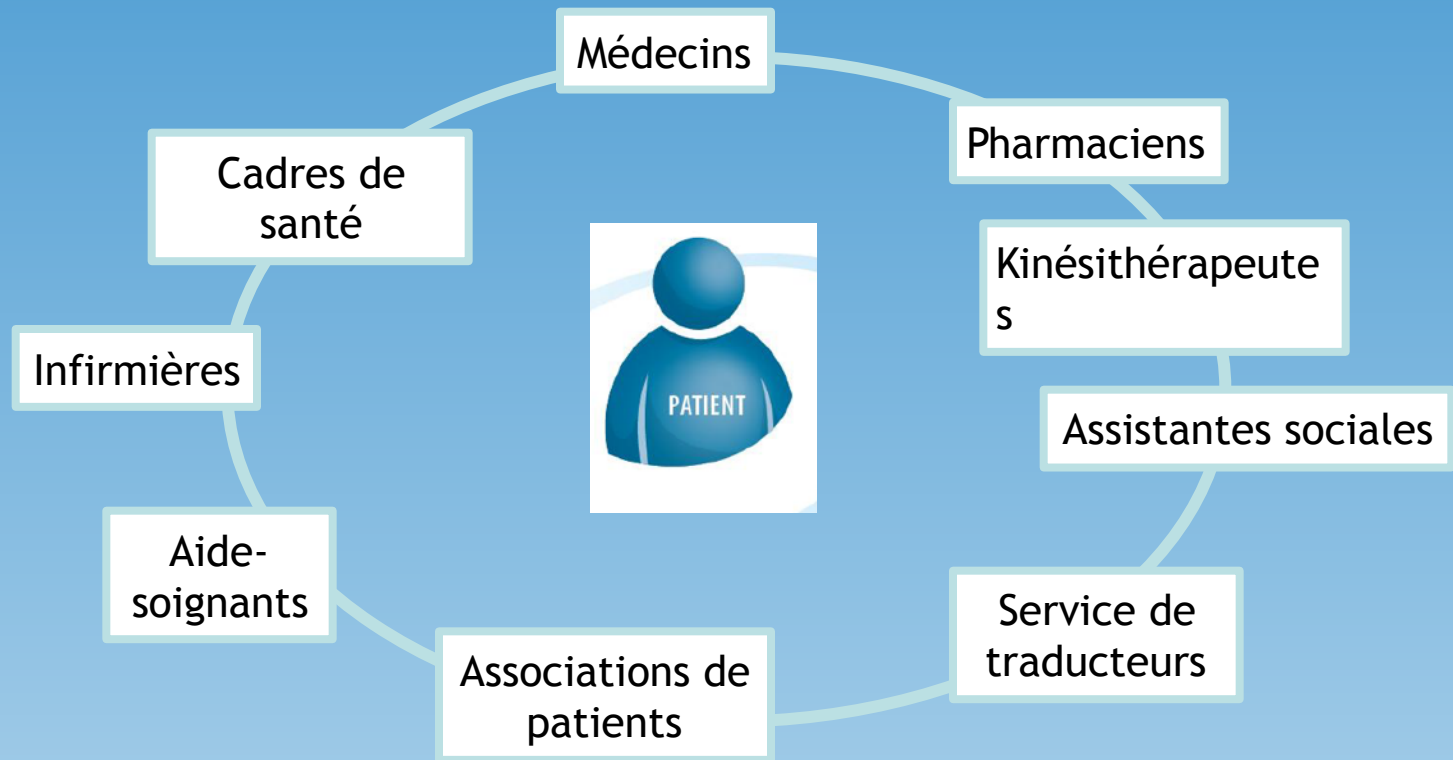 Médecins
Pharmaciens
Cadres de
santé
Kinésithérapeute
s
Infirmières
PATIENT
Assistantes sociales
Aide-
soignants
Service de
traducteurs
Associations de
patients